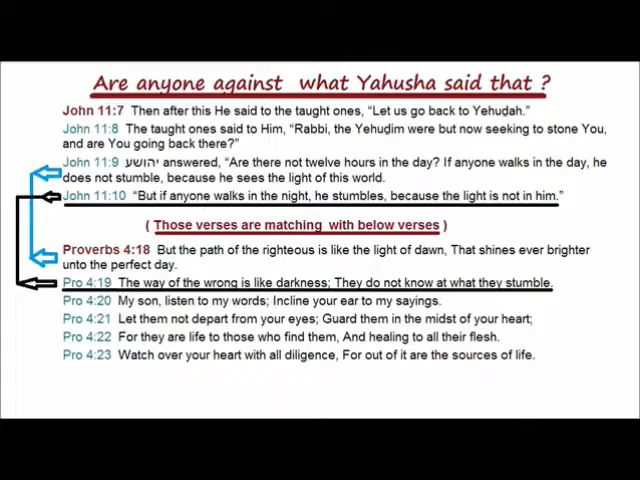 Are anyone against what Yahusha said that ?
John 11:7 Then after this He said to the taught ones, “Let us go back to Yehuḏah.”
John 11:8 The taught ones said to Him, “Rabbi, the Yehuḏim were but now seeking to stone You,
and are You going back there?”
John 11:9 יהושע answered, “Are there not twelve hours in the day? If anyone walks in the day, he
does not stumble, because he sees the light of this world.
John 11:10 “But if anyone walks in the night, he stumbles, because the light is not in him.”
( Those verses are matching with below verses )
Proverbs 4:18 But the path of the righteous is like the light of dawn, That shines ever brighter
unto the perfect day.
Pro 4:19 The way of the wrong is like darkness; They do not know at what they stumble.
Pro 4:20 My son, listen to my words; Incline your ear to my sayings.
Pro 4:21 Let them not depart from your eyes; Guard them in the midst of your heart;
Pro 4:22 For they are life to those who find them, And healing to all their flesh.
Pro 4:23 Watch over your heart with all diligence, For out of it are the sources of life.